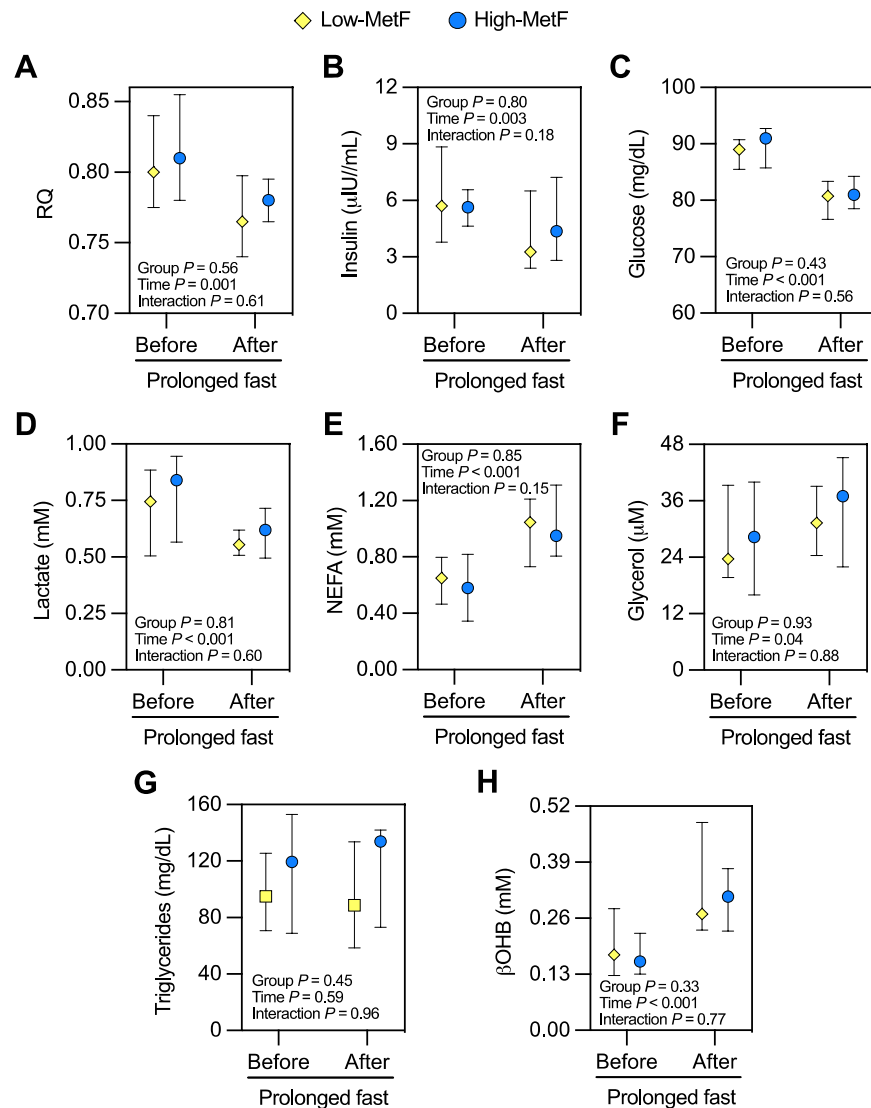 Low-MetF High-MetF
A
RQ
0.85
0.80
0.75
0.70
Group P = 0.56
Time P = 0.001
Interaction P = 0.61
Before After
Prolonged fast
B
Insulin (μIU//mL)
12
9
6
3
0
Group P = 0.80
Time P = 0.003
Interaction P = 0.18
Before After
Prolonged fast
C
Glucose (mg/dL)
100
90
80
70
60
Group P = 0.43
Time P < 0.001
Interaction P = 0.56
Before After
Prolonged fast
D
Lactate (mM)
1.00
0.75
0.50
0.25
0.00
Group P = 0.81
Time P < 0.001
Interaction P = 0.60
Before After
Prolonged fast
E
NEFA (mM)
1.60
1.20
0.80
0.40
0.00
Group P = 0.85
Time P < 0.001
Interaction P = 0.15
Before After
Prolonged fast
F
Glycerol (μM)
48
36
24
12
0
Group P = 0.93
Time P = 0.04
Interaction P = 0.88
Before After
Prolonged fast
G
Triglycerides (mg/dL)
160
120
80
40
0
Group P = 0.45
Time P = 0.59
Interaction P = 0.96
Before After
Prolonged fast
H
βOHB (mM)
0.52
0.39
0.26
0.13
0.00
Group P = 0.33
Time P < 0.001
Interaction P = 0.77
Before After
Prolonged fast